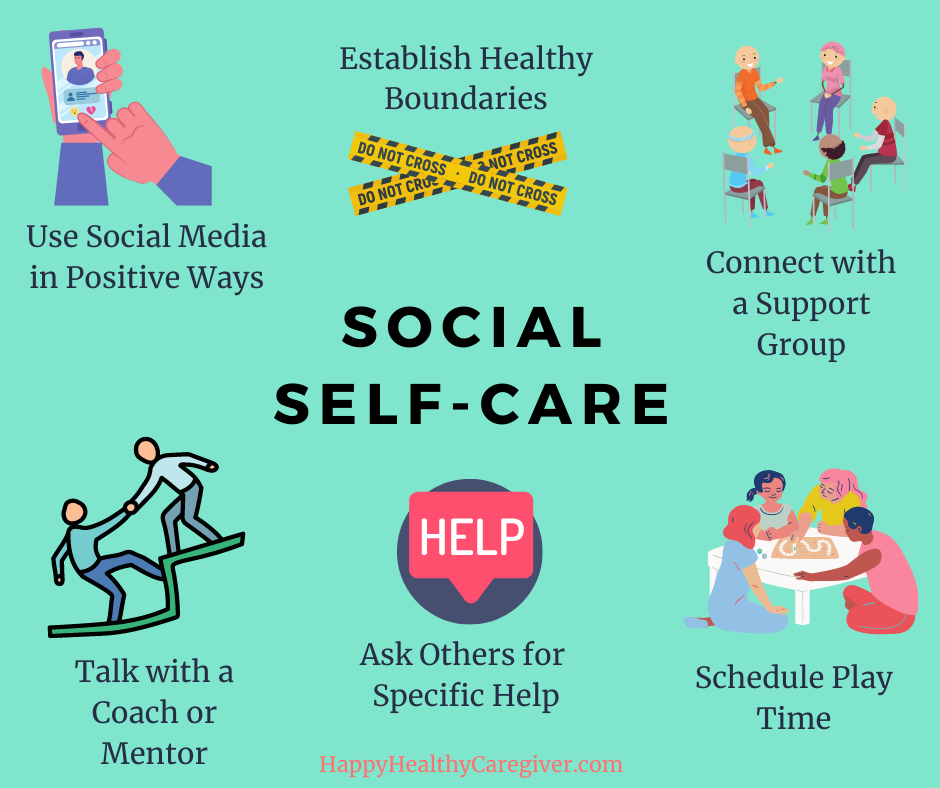 Establish Healthy
Boundaries
DO NOT CROSS
NOT CROSS
DO NOT
DO NOT CROSS
Use Social Media
in Positive Ways
Connect with
a Support
Group
SOCIAL
SELF-CARE
HELP
Talk with a
Coach or
Mentor
Ask Others for
Specific Help
Schedule Play
Time
HappyHealthyCaregiver.com